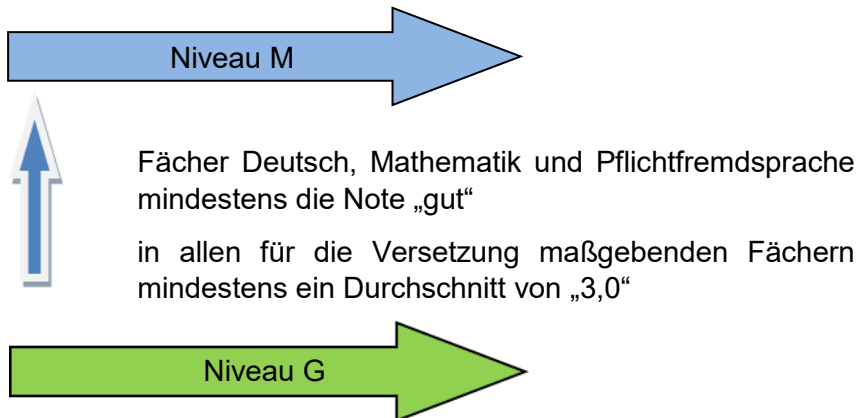 Niveau M
Fächer Deutsch, Mathematik und Pflichtfremdsprache
mindestens die Note „gut“
in allen für die Versetzung maßgebenden Fächern
mindestens ein Durchschnitt von „3,0“
Niveau G